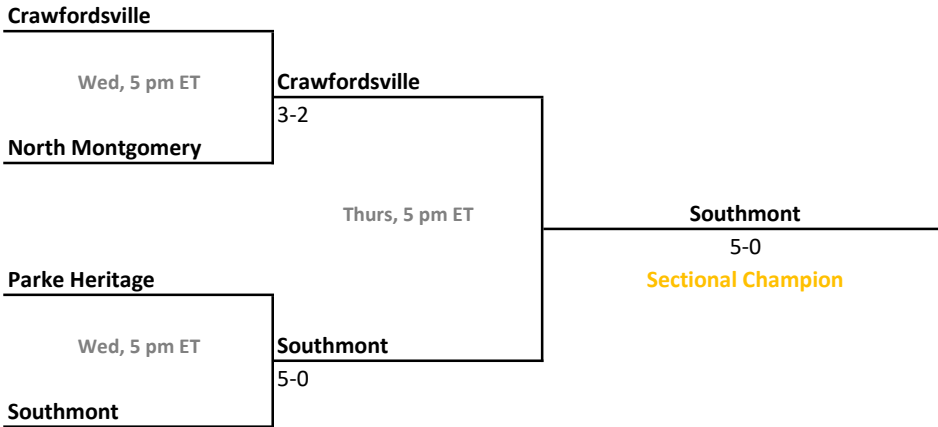 Crawfordsville
Wed, 5 pm ET
Crawfordsville
3-2
North Montgomery
Thurs, 5 pm ET
Southmont
5-0
Sectional Champion
Parke Heritage
Wed, 5 pm ET
Southmont
5-0
Southmont